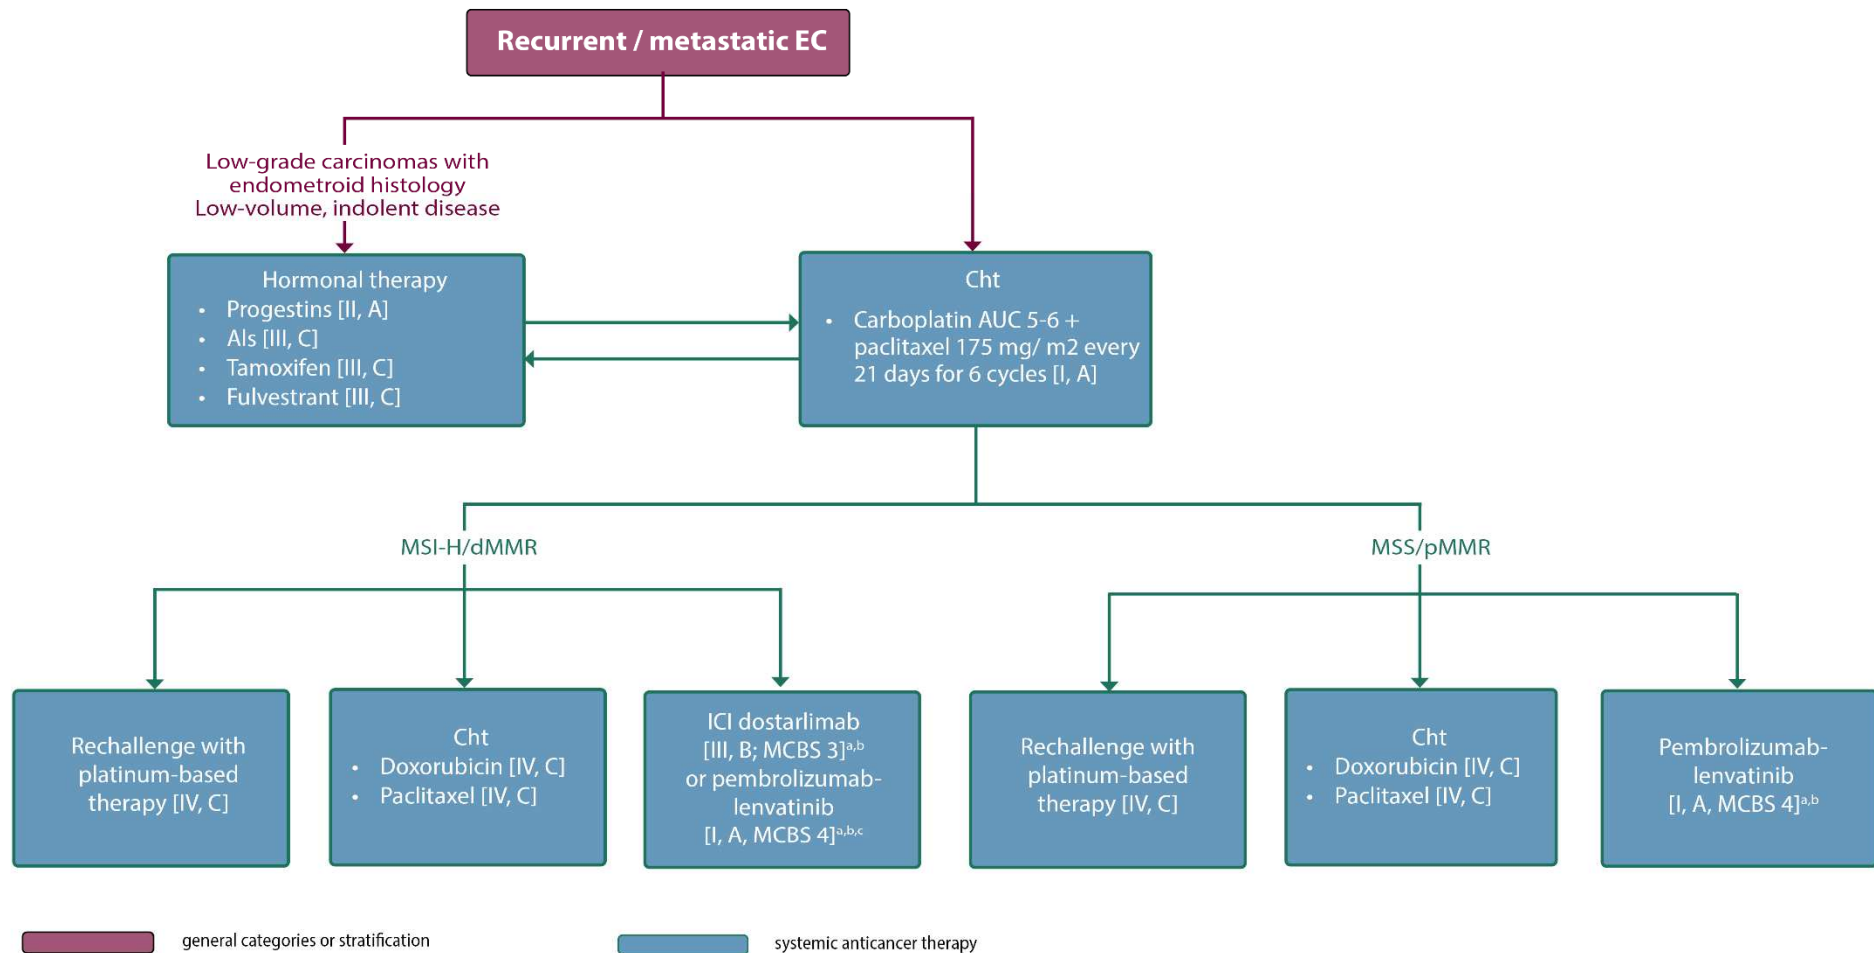 Recurrent / metastatic EC
Low-grade carcinomas with
endometroid histology
Low-volume, indolent disease
Hormonal therapy
• Progestins [II, A]
• Als [III, C]
• Tamoxifen [III, C]
• Fulvestrant [III, C]
Cht
• Carboplatin AUC 5-6 +
paclitaxel 175 mg/ m2 every
21 days for 6 cycles [I, A]
MSI-H/dMMR
MSS/pMMR
Rechallenge with
platinum-based
therapy [IV, C]
Cht
• Doxorubicin [IV, C]
• Paclitaxel [IV, C]
ICI dostarlimab
[III, B; MCBS 3]a,b
or pembrolizumab-
lenvatinib
[I, A, MCBS 4]a,b,c
Rechallenge with
platinum-based
therapy [IV, C]
Cht
• Doxorubicin [IV, C]
• Paclitaxel [IV, C]
Pembrolizumab-
lenvatinib
[I, A, MCBS 4]a,b
general categories or stratification
systemic anticancer therapy